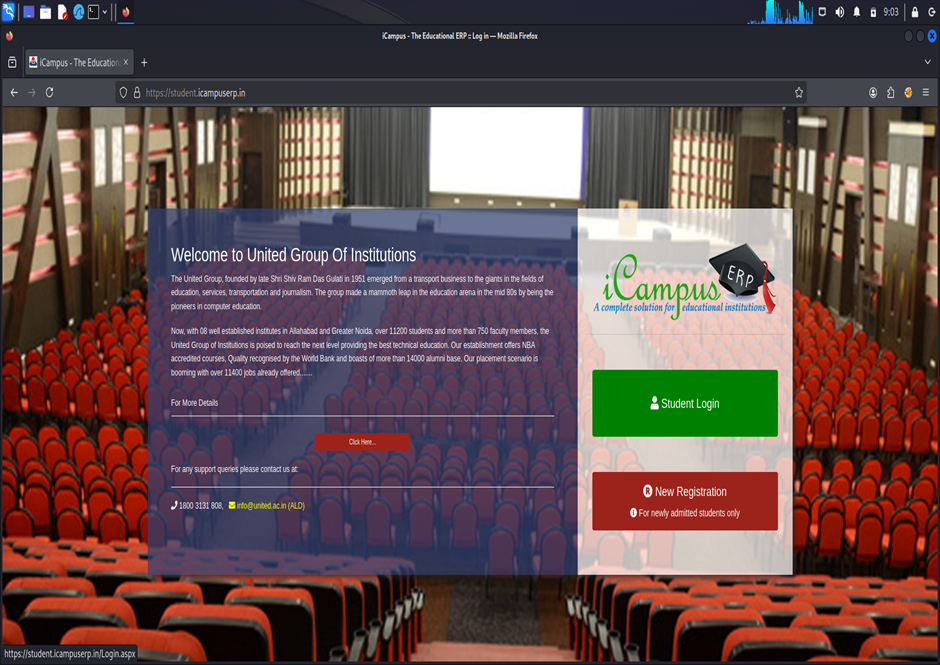 9:03
iCampus - The Educational ERP :: Log in — Mozilla Firefox
iCampus - The Education
https://student.icampuserp.in
Welcome to United Group Of Institutions
The United Group, founded by late Shri Shiv Ram Das Gulati in 1951 emerged from a transport business to the giants in the fields of
education, services, transportation and journalism. The group made a mammoth leap in the education arena in the mid 80s by being the
pioneers in computer education.
Now, with 08 well established institutes in Allahabad and Greater Noida, over 11200 students and more than 750 faculty members, the
United Group of Institutions is poised to reach the next level providing the best technical education. Our establishment offers NBA
accredited courses, Quality recognised by the World Bank and boasts of more than 14000 alumni base. Our placement scenario is
booming with over 11400 jobs already offered.......
For More Details
Click Here...
For any support queries please contact us at:
1800 3131 808, info@united.ac.in (ALD)
ERP
iCampus
A complete solution for educational institutions
Student Login
R New Registration
For newly admitted students only
https://student.icampuserp.in/Login.aspx